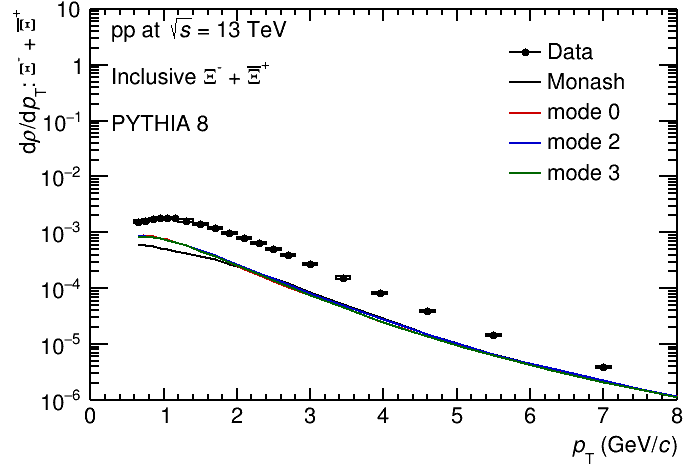 dρ/dp_T: Ξ⁻ + Ξ̅⁺
10
1
10⁻¹
10⁻²
10⁻³
10⁻⁴
10⁻⁵
10⁻⁶
pp at √s = 13 TeV
Inclusive Ξ⁻ + Ξ̅⁺
PYTHIA 8
Data
Monash
mode 0
mode 2
mode 3
0 1 2 3 4 5 6 7 8
p_T (GeV/c)